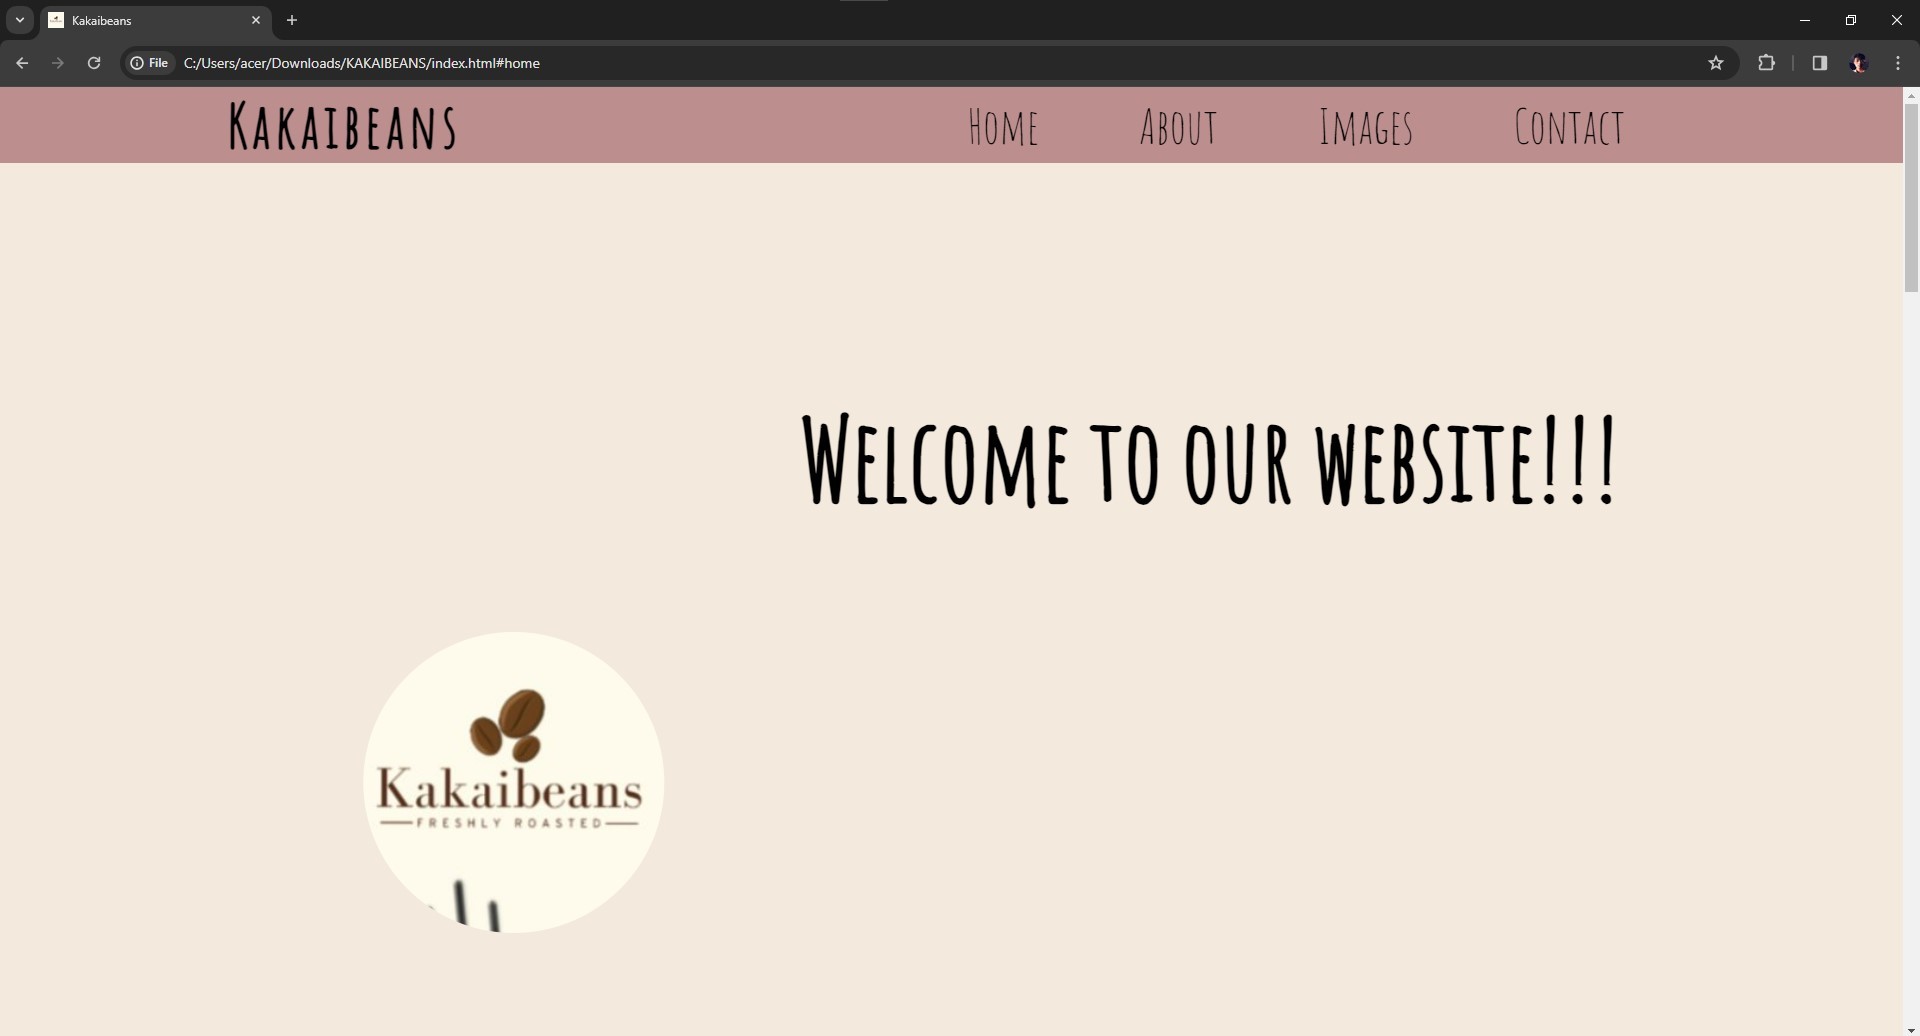 Kakaibeans
File C:/Users/acer/Downloads/KAKAIBEANS/index.html#home
Kakaibeans Home About Images Contact
Welcome to our website!!!
Kakaibeans
FRESHLY ROASTED